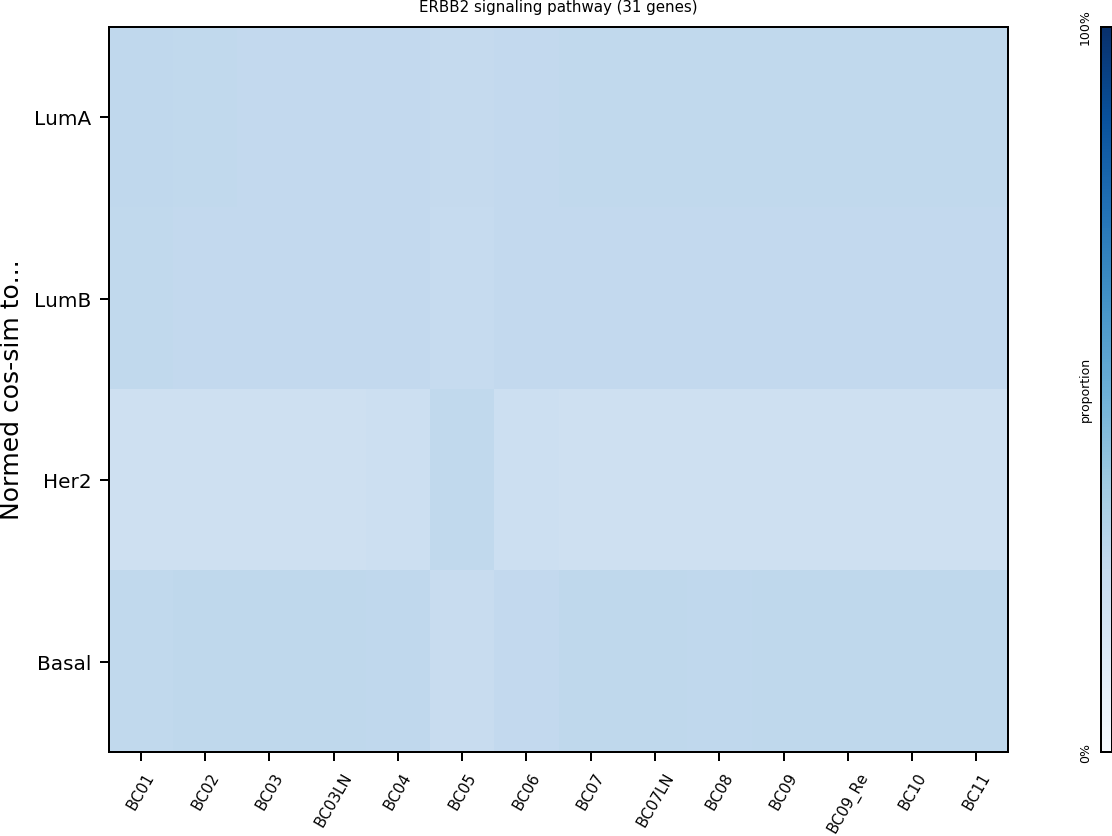 ERBB2 signaling pathway (31 genes)
100%
LumA
LumB
Her2
Basal
Normed cos-sim to...
proportion
0%
BC01
BC02
BC03
BC03LN
BC04
BC05
BC06
BC07
BC07LN
BC08
BC09
BC09_Re
BC10
BC11